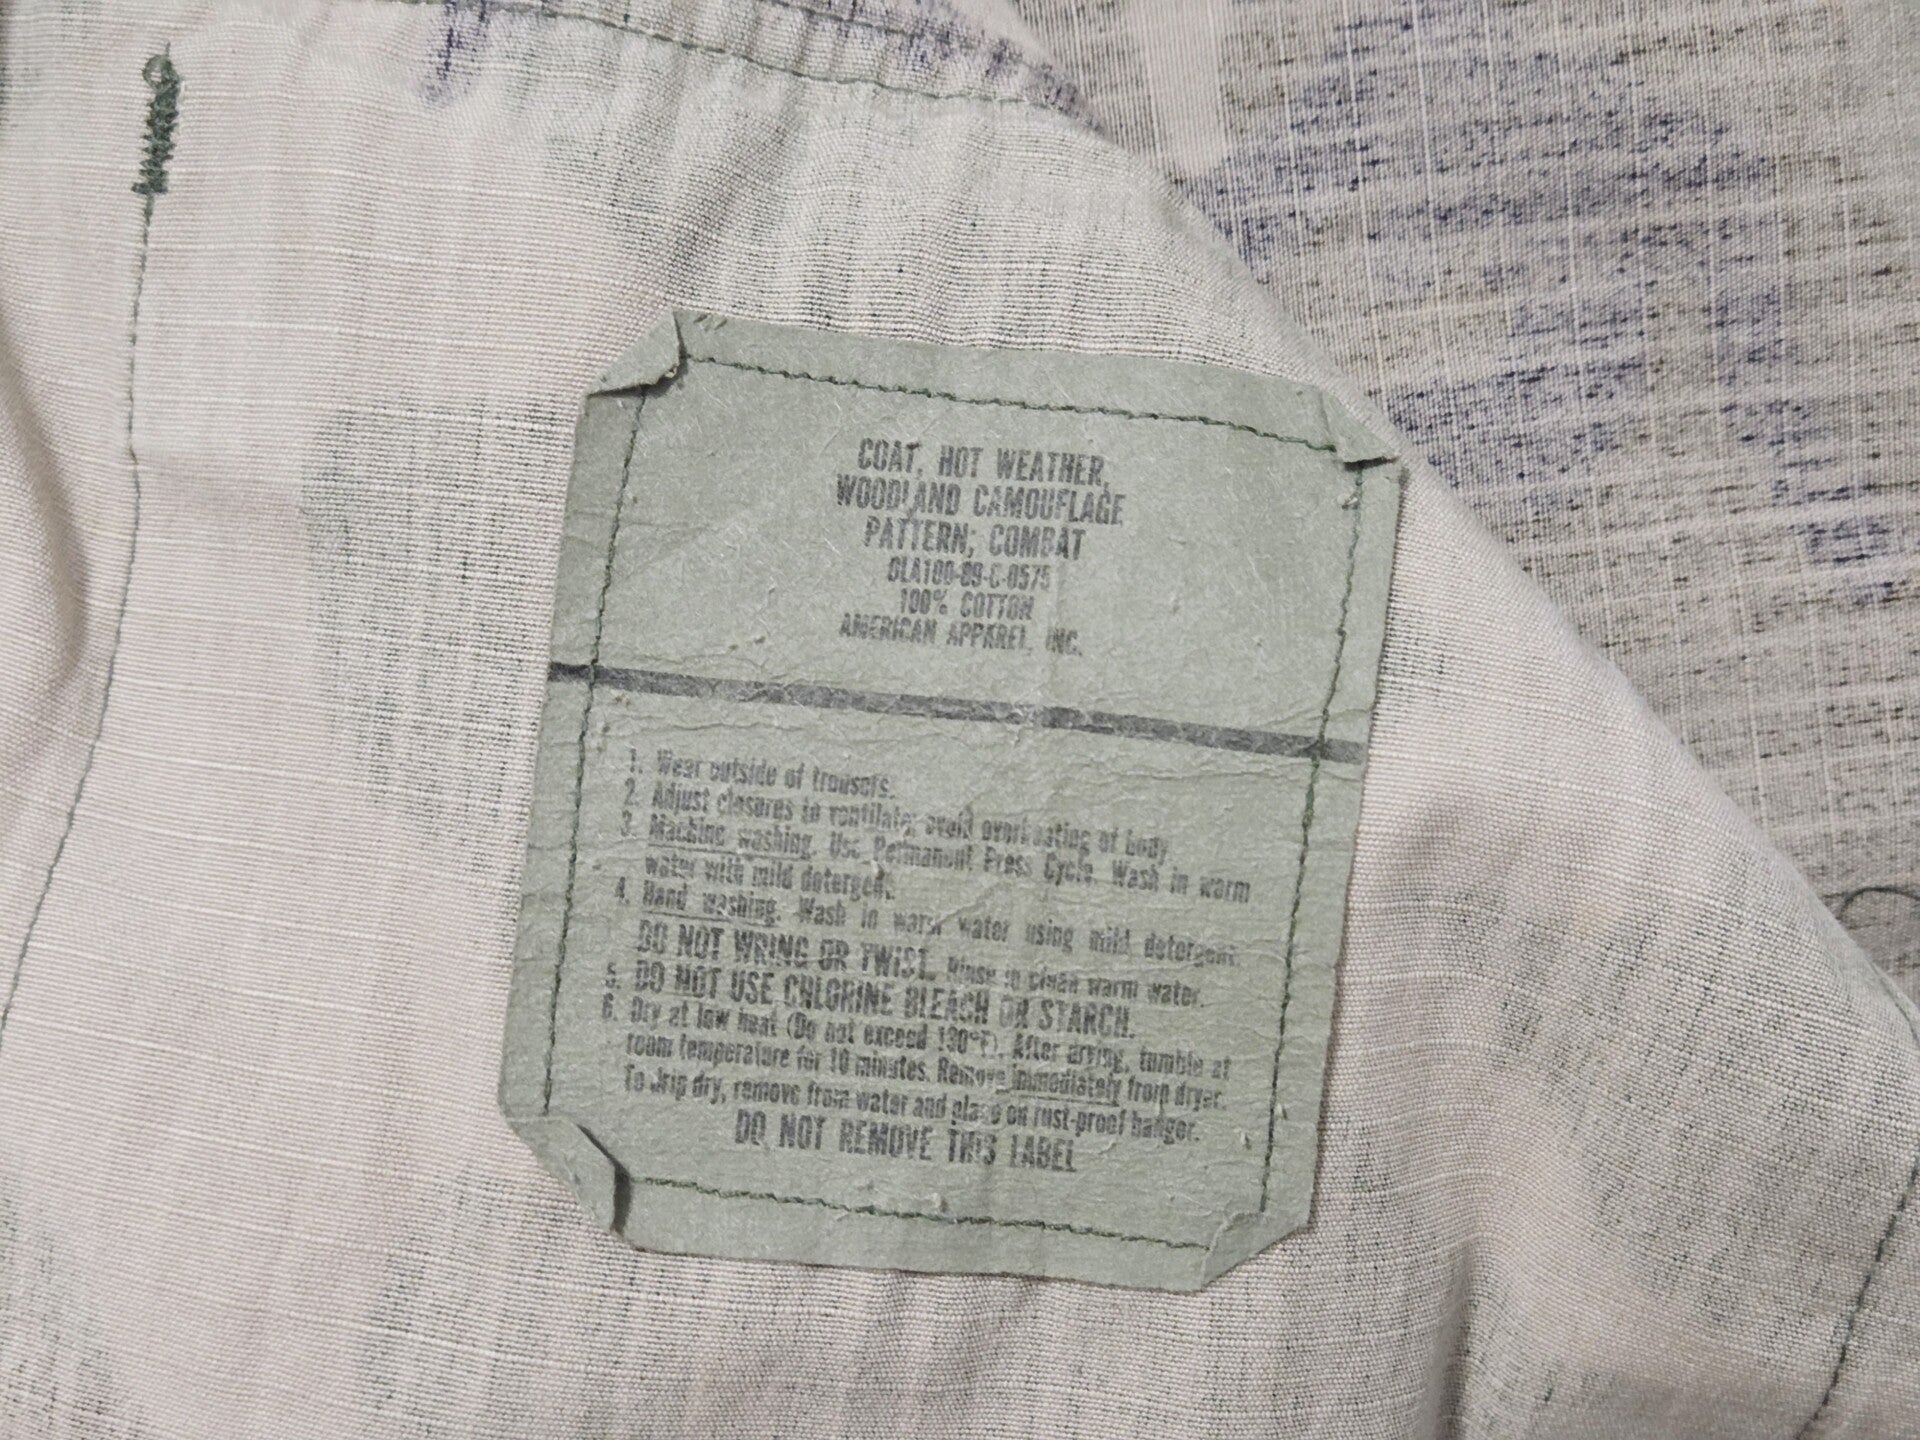 COAT, HOT WEATHER,
WOODLAND CAMOUFLAGE
PATTERN; COMBAT
DLA100-89-C-0575
100% COTTON
AMERICAN APPAREL, INC.
1. Wear outside of trousers.
2. Adjust closures to ventilate; avoid overheating of body
3. Machine washing. Use Permanent Press Cycle. Wash in warm
water with mild detergent.
4. Hand washing. Wash in warm water using mild detergent.
DO NOT WRING OR TWIST. Rinse in clean warm water.
5. DO NOT USE CHLORINE BLEACH OR STARCH.
6. Dry at low heat (Do not exceed 130°F). After drying, tumble at
room temperature for 10 minutes. Remove immediately from dryer.
To drip dry, remove from water and place on rust-proof hanger.
DO NOT REMOVE THIS LABEL